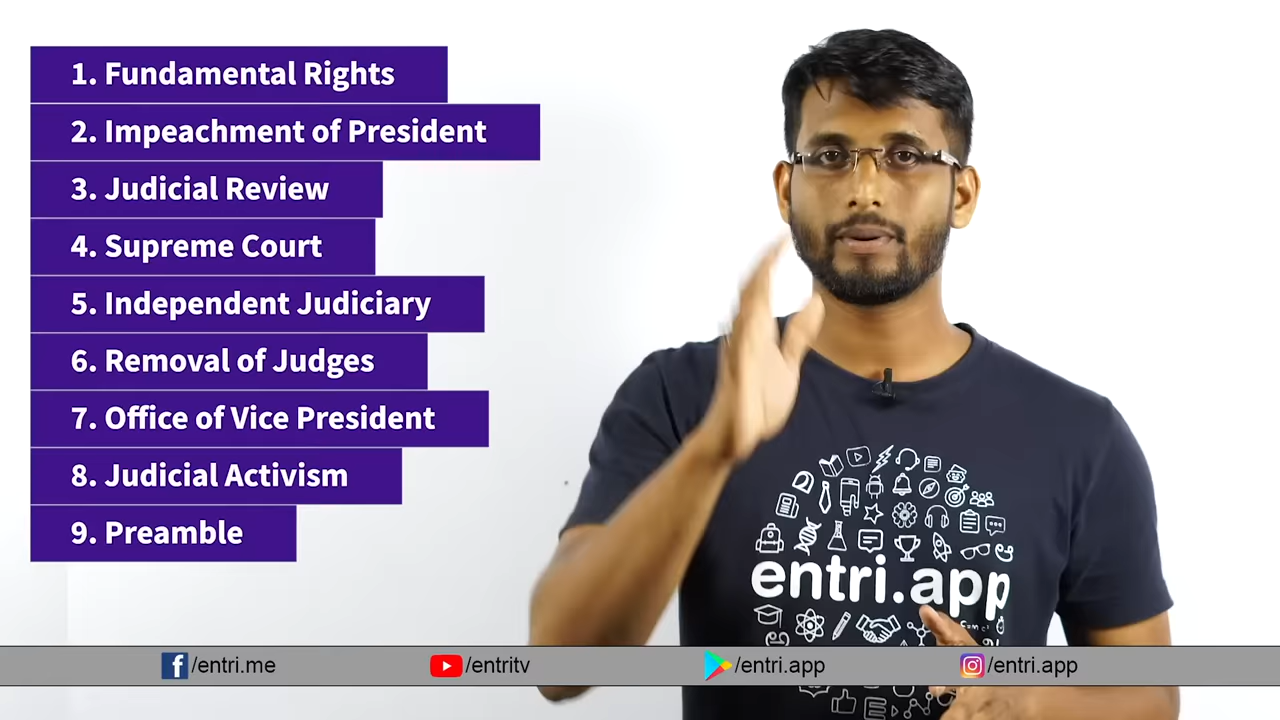 1. Fundamental Rights
2. Impeachment of President
3. Judicial Review
4. Supreme Court
5. Independent Judiciary
6. Removal of Judges
7. Office of Vice President
8. Judicial Activism
9. Preamble
entri.app
/entri.me
/entritv
/entri.app
/entri.app